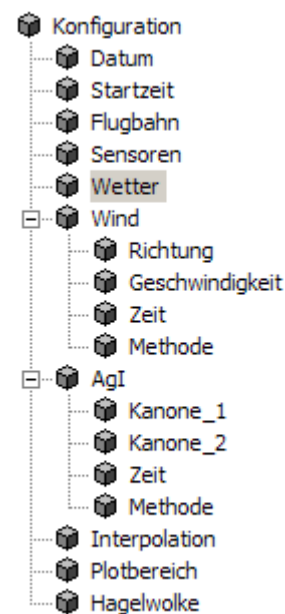 Konfiguration
Datum
Startzeit
Flugbahn
Sensoren
Wetter
Wind
Richtung
Geschwindigkeit
Zeit
Methode
AgI
Kanone_1
Kanone_2
Zeit
Methode
Interpolation
Plotbereich
Hagelwolke